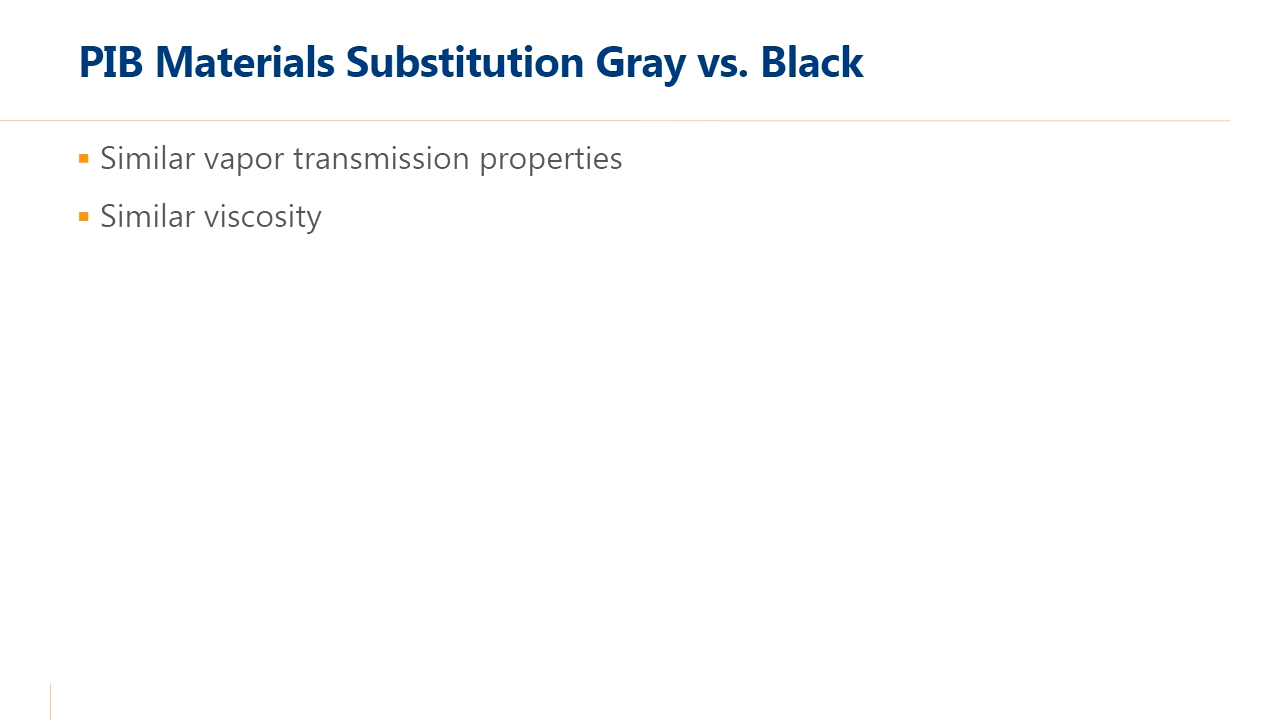 PIB Materials Substitution Gray vs. Black
Similar vapor transmission properties
Similar viscosity